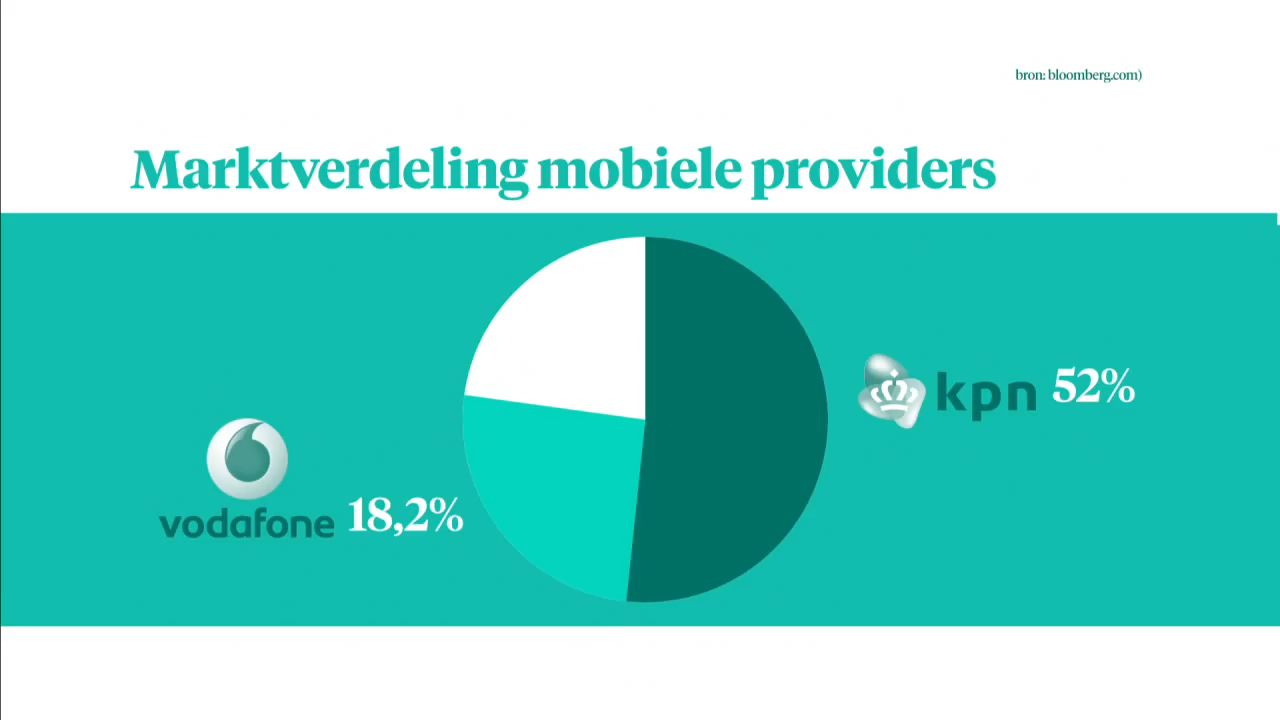 bron: bloomberg.com)
Marktverdeling mobiele providers
kpn 52%
vodafone 18,2%